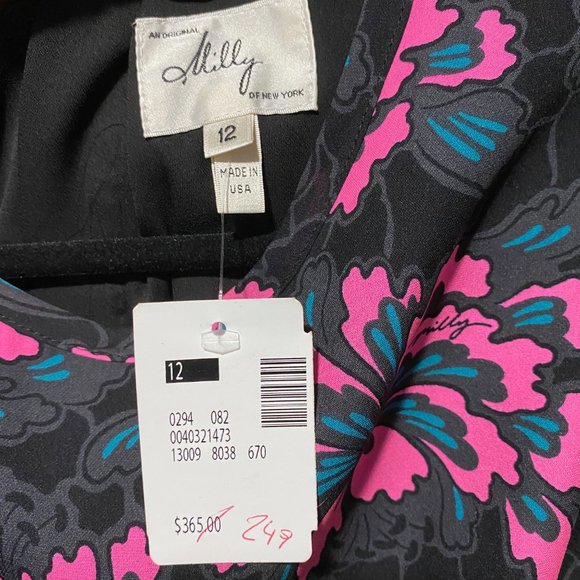 AN ORIGINAL
Milly
OF NEW YORK
12
MADE IN
USA
milly
12
0294 082
0040321473
13009 8038 670
$365.00 249